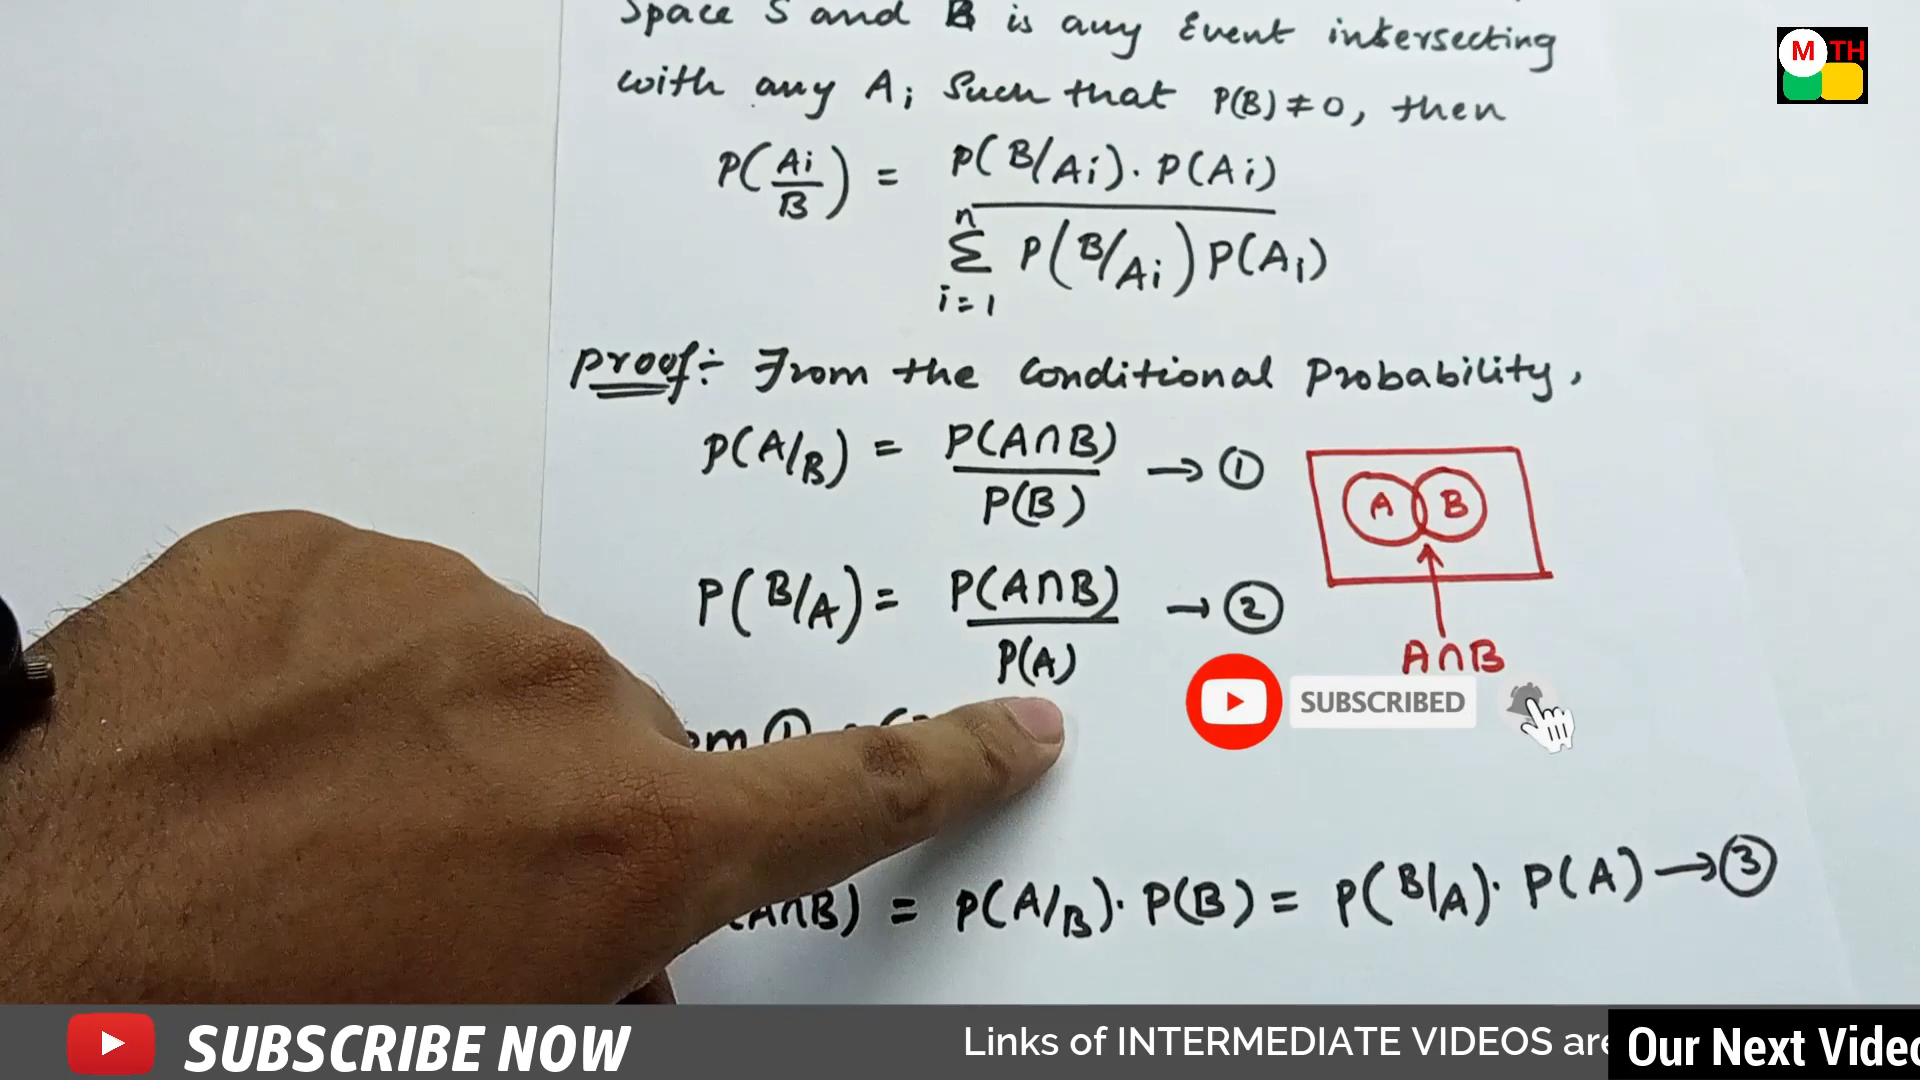 Space S and B is any Event intersecting
with any Ai Such that P(B) ≠ 0, then
P(Ai/B) = P(B/Ai) . P(Ai)
n
Σ P(B/Ai) P(Ai)
i = 1
Proof :- From the Conditional Probability,
P(A/B) = P(A∩B) → ①
P(B)
A B
P(B/A) = P(A∩B) → ②
P(A)
A∩B
SUBSCRIBED
om ①
(A∩B) = P(A/B) . P(B) = P(B/A) . P(A) → ③
M TH
SUBSCRIBE NOW
Links of INTERMEDIATE VIDEOS are
Our Next Video